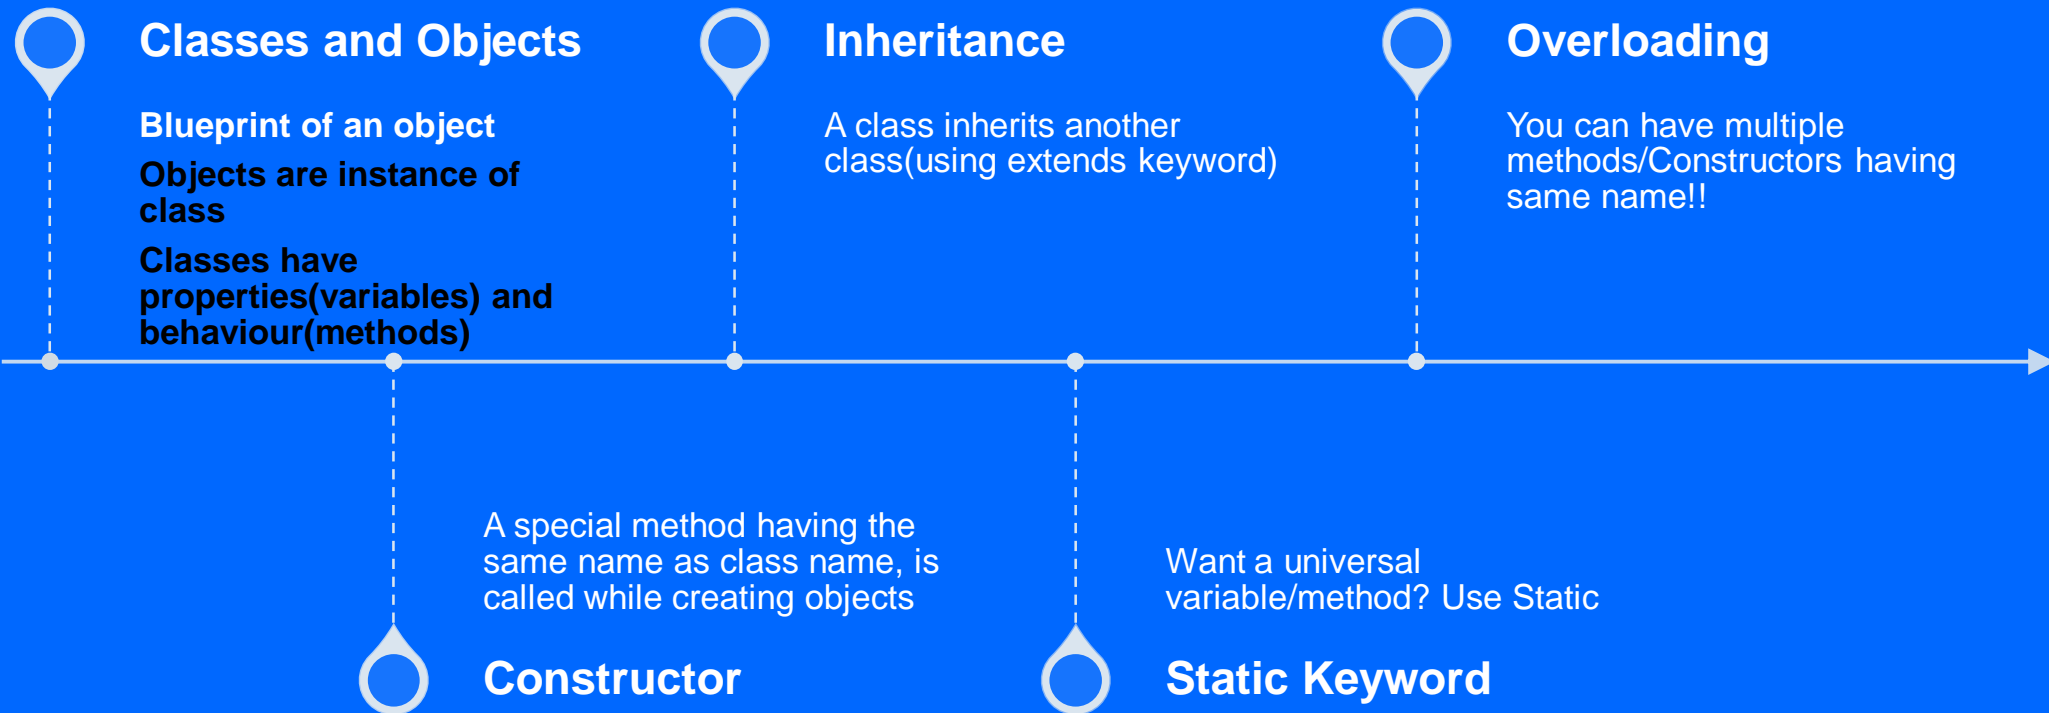 Classes and Objects
Blueprint of an object
Objects are instance of
class
Classes have
properties(variables) and
behaviour(methods)
A special method having the
same name as class name, is
called while creating objects
Constructor
Inheritance
A class inherits another
class(using extends keyword)
Want a universal
variable/method? Use Static
Static Keyword
Overloading
You can have multiple
methods/Constructors having
same name!!